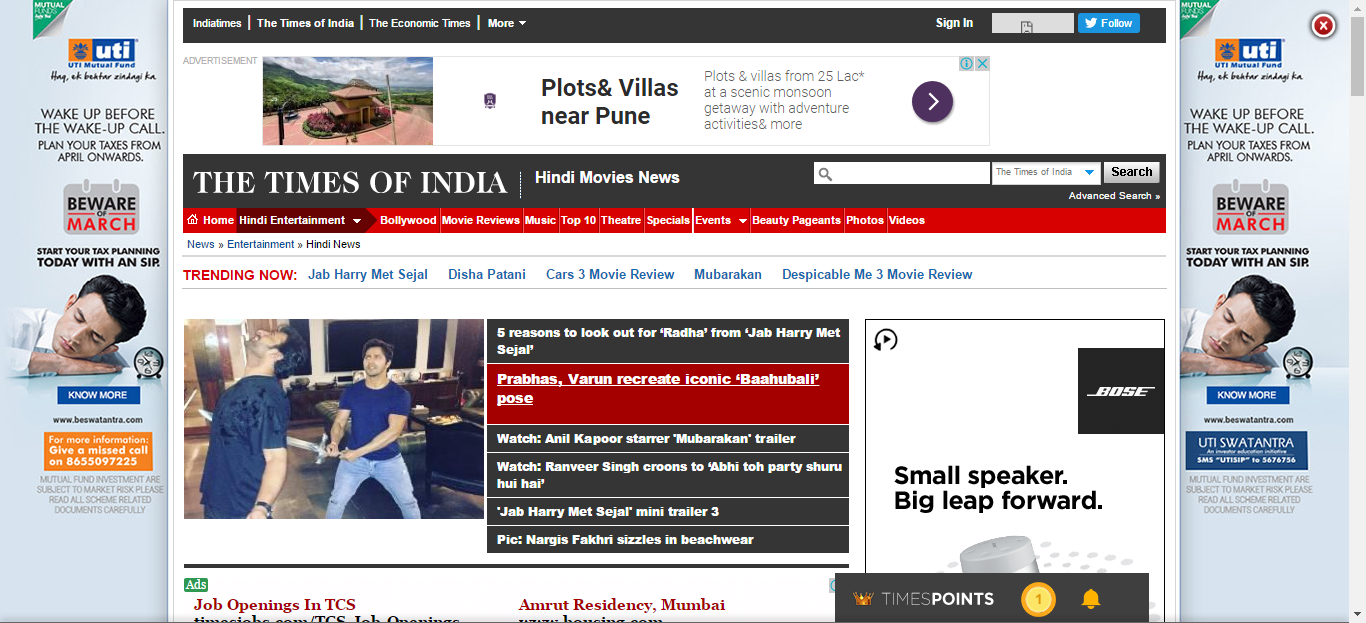 MUTUAL
FUNDS
Sahi Hai
uti
UTI Mutual Fund
Haq, ek behtar zindagi ka
WAKE UP BEFORE
THE WAKE-UP CALL.
PLAN YOUR TAXES FROM
APRIL ONWARDS.
BEWARE
OF
MARCH
START YOUR TAX PLANNING
TODAY WITH AN SIP.
KNOW MORE
www.beswatantra.com
For more information:
Give a missed call
on 8655097225
MUTUAL FUND INVESTMENT ARE
SUBJECT TO MARKET RISK PLEASE
READ ALL SCHEME RELATED
DOCUMENTS CAREFULLY
Indiatimes | The Times of India | The Economic Times | More
Sign In
Follow
ADVERTISEMENT
Plots& Villas
near Pune
Plots & villas from 25 Lac*
at a scenic monsoon
getaway with adventure
activities& more
THE TIMES OF INDIA
Hindi Movies News
The Times of India
Search
Advanced Search »
Home Hindi Entertainment Bollywood Movie Reviews Music Top 10 Theatre Specials Events Beauty Pageants Photos Videos
News » Entertainment » Hindi News
TRENDING NOW: Jab Harry Met Sejal Disha Patani Cars 3 Movie Review Mubarakan Despicable Me 3 Movie Review
5 reasons to look out for ‘Radha’ from ‘Jab Harry Met
Sejal’
Prabhas, Varun recreate iconic ‘Baahubali’
pose
Watch: Anil Kapoor starrer 'Mubarakan' trailer
Watch: Ranveer Singh croons to ‘Abhi toh party shuru
hui hai’
'Jab Harry Met Sejal' mini trailer 3
Pic: Nargis Fakhri sizzles in beachwear
BOSE
Small speaker.
Big leap forward.
Ads
Job Openings In TCS
timesjobs.com/TCS-Job-Openings
Amrut Residency, Mumbai
www.housing.com
TIMESPOINTS
1
MUTUAL
FUNDS
Sahi Hai
uti
UTI Mutual Fund
Haq, ek behtar zindagi ka
WAKE UP BEFORE
THE WAKE-UP CALL.
PLAN YOUR TAXES FROM
APRIL ONWARDS.
BEWARE
OF
MARCH
START YOUR TAX PLANNING
TODAY WITH AN SIP.
KNOW MORE
www.beswatantra.com
UTI SWATANTRA
An investor education initiative
SMS "UTISIP" to 5676756
MUTUAL FUND INVESTMENT ARE
SUBJECT TO MARKET RISK PLEASE
READ ALL SCHEME RELATED
DOCUMENTS CAREFULLY